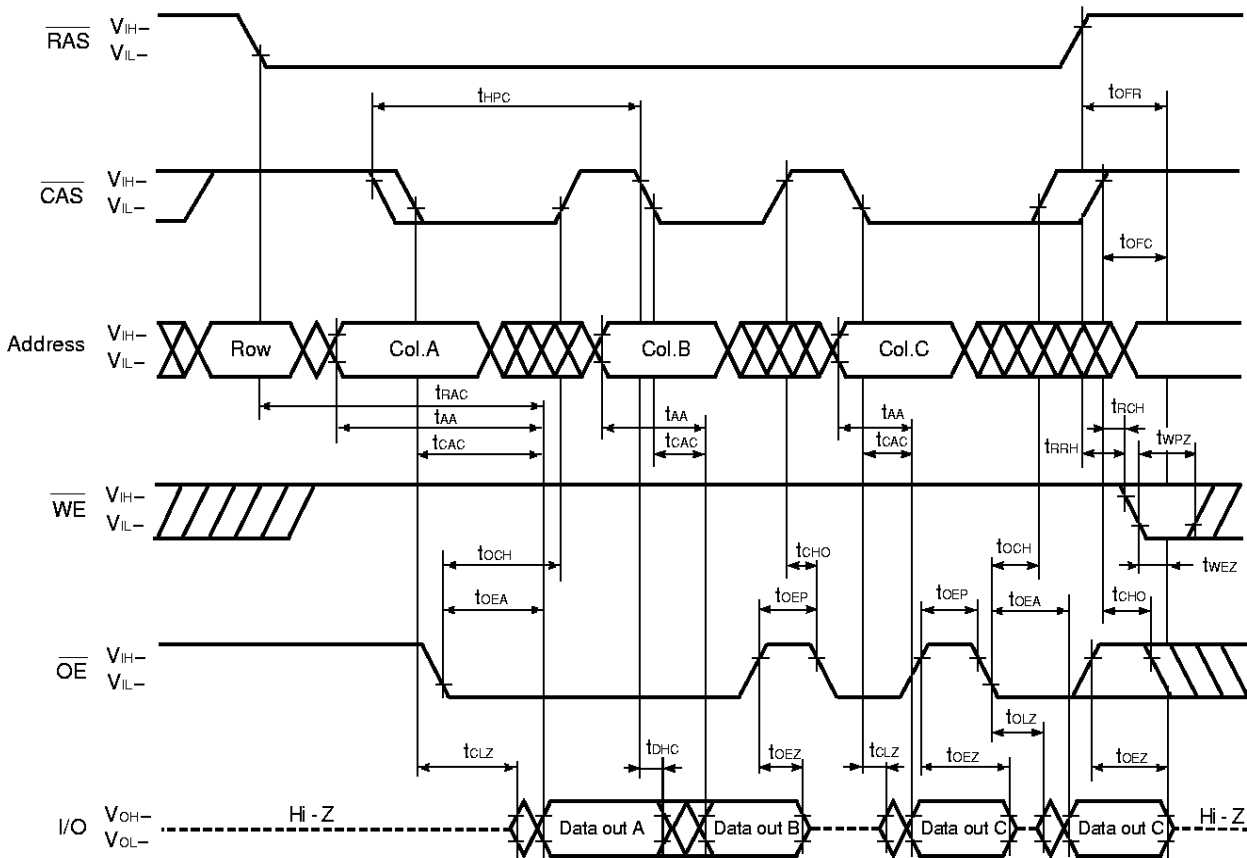 RAS VIH–
VIL–
tHPC
tOFR
CAS VIH–
VIL–
tOFC
Address VIH–
VIL–
Row Col.A Col.B Col.C
tRAC
tAA tAA tAA
tCAC tCAC tCAC
tRCH
tRRH tWPZ
WE VIH–
VIL–
tOCH tCHO tOCH tWEZ
tOEA tOEP tOEP tOEA tCHO
OE VIH–
VIL–
tOLZ
tCLZ tDHC tOEZ tCLZ tOEZ tOEZ
I/O VOH–
VOL–
Hi - Z Data out A Data out B Data out C Data out C Hi - Z